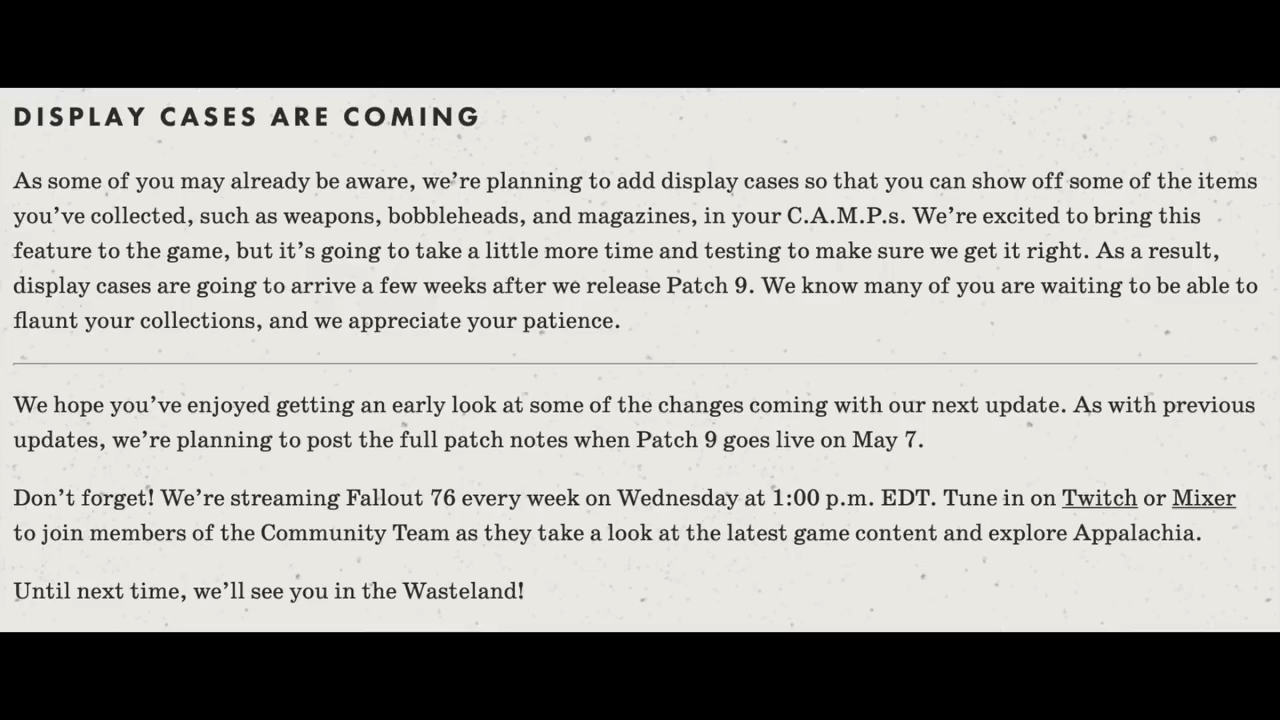 DISPLAY CASES ARE COMING
As some of you may already be aware, we’re planning to add display cases so that you can show off some of the items
you’ve collected, such as weapons, bobbleheads, and magazines, in your C.A.M.P.s. We’re excited to bring this
feature to the game, but it’s going to take a little more time and testing to make sure we get it right. As a result,
display cases are going to arrive a few weeks after we release Patch 9. We know many of you are waiting to be able to
flaunt your collections, and we appreciate your patience.
We hope you’ve enjoyed getting an early look at some of the changes coming with our next update. As with previous
updates, we’re planning to post the full patch notes when Patch 9 goes live on May 7.
Don’t forget! We’re streaming Fallout 76 every week on Wednesday at 1:00 p.m. EDT. Tune in on Twitch or Mixer
to join members of the Community Team as they take a look at the latest game content and explore Appalachia.
Until next time, we’ll see you in the Wasteland!